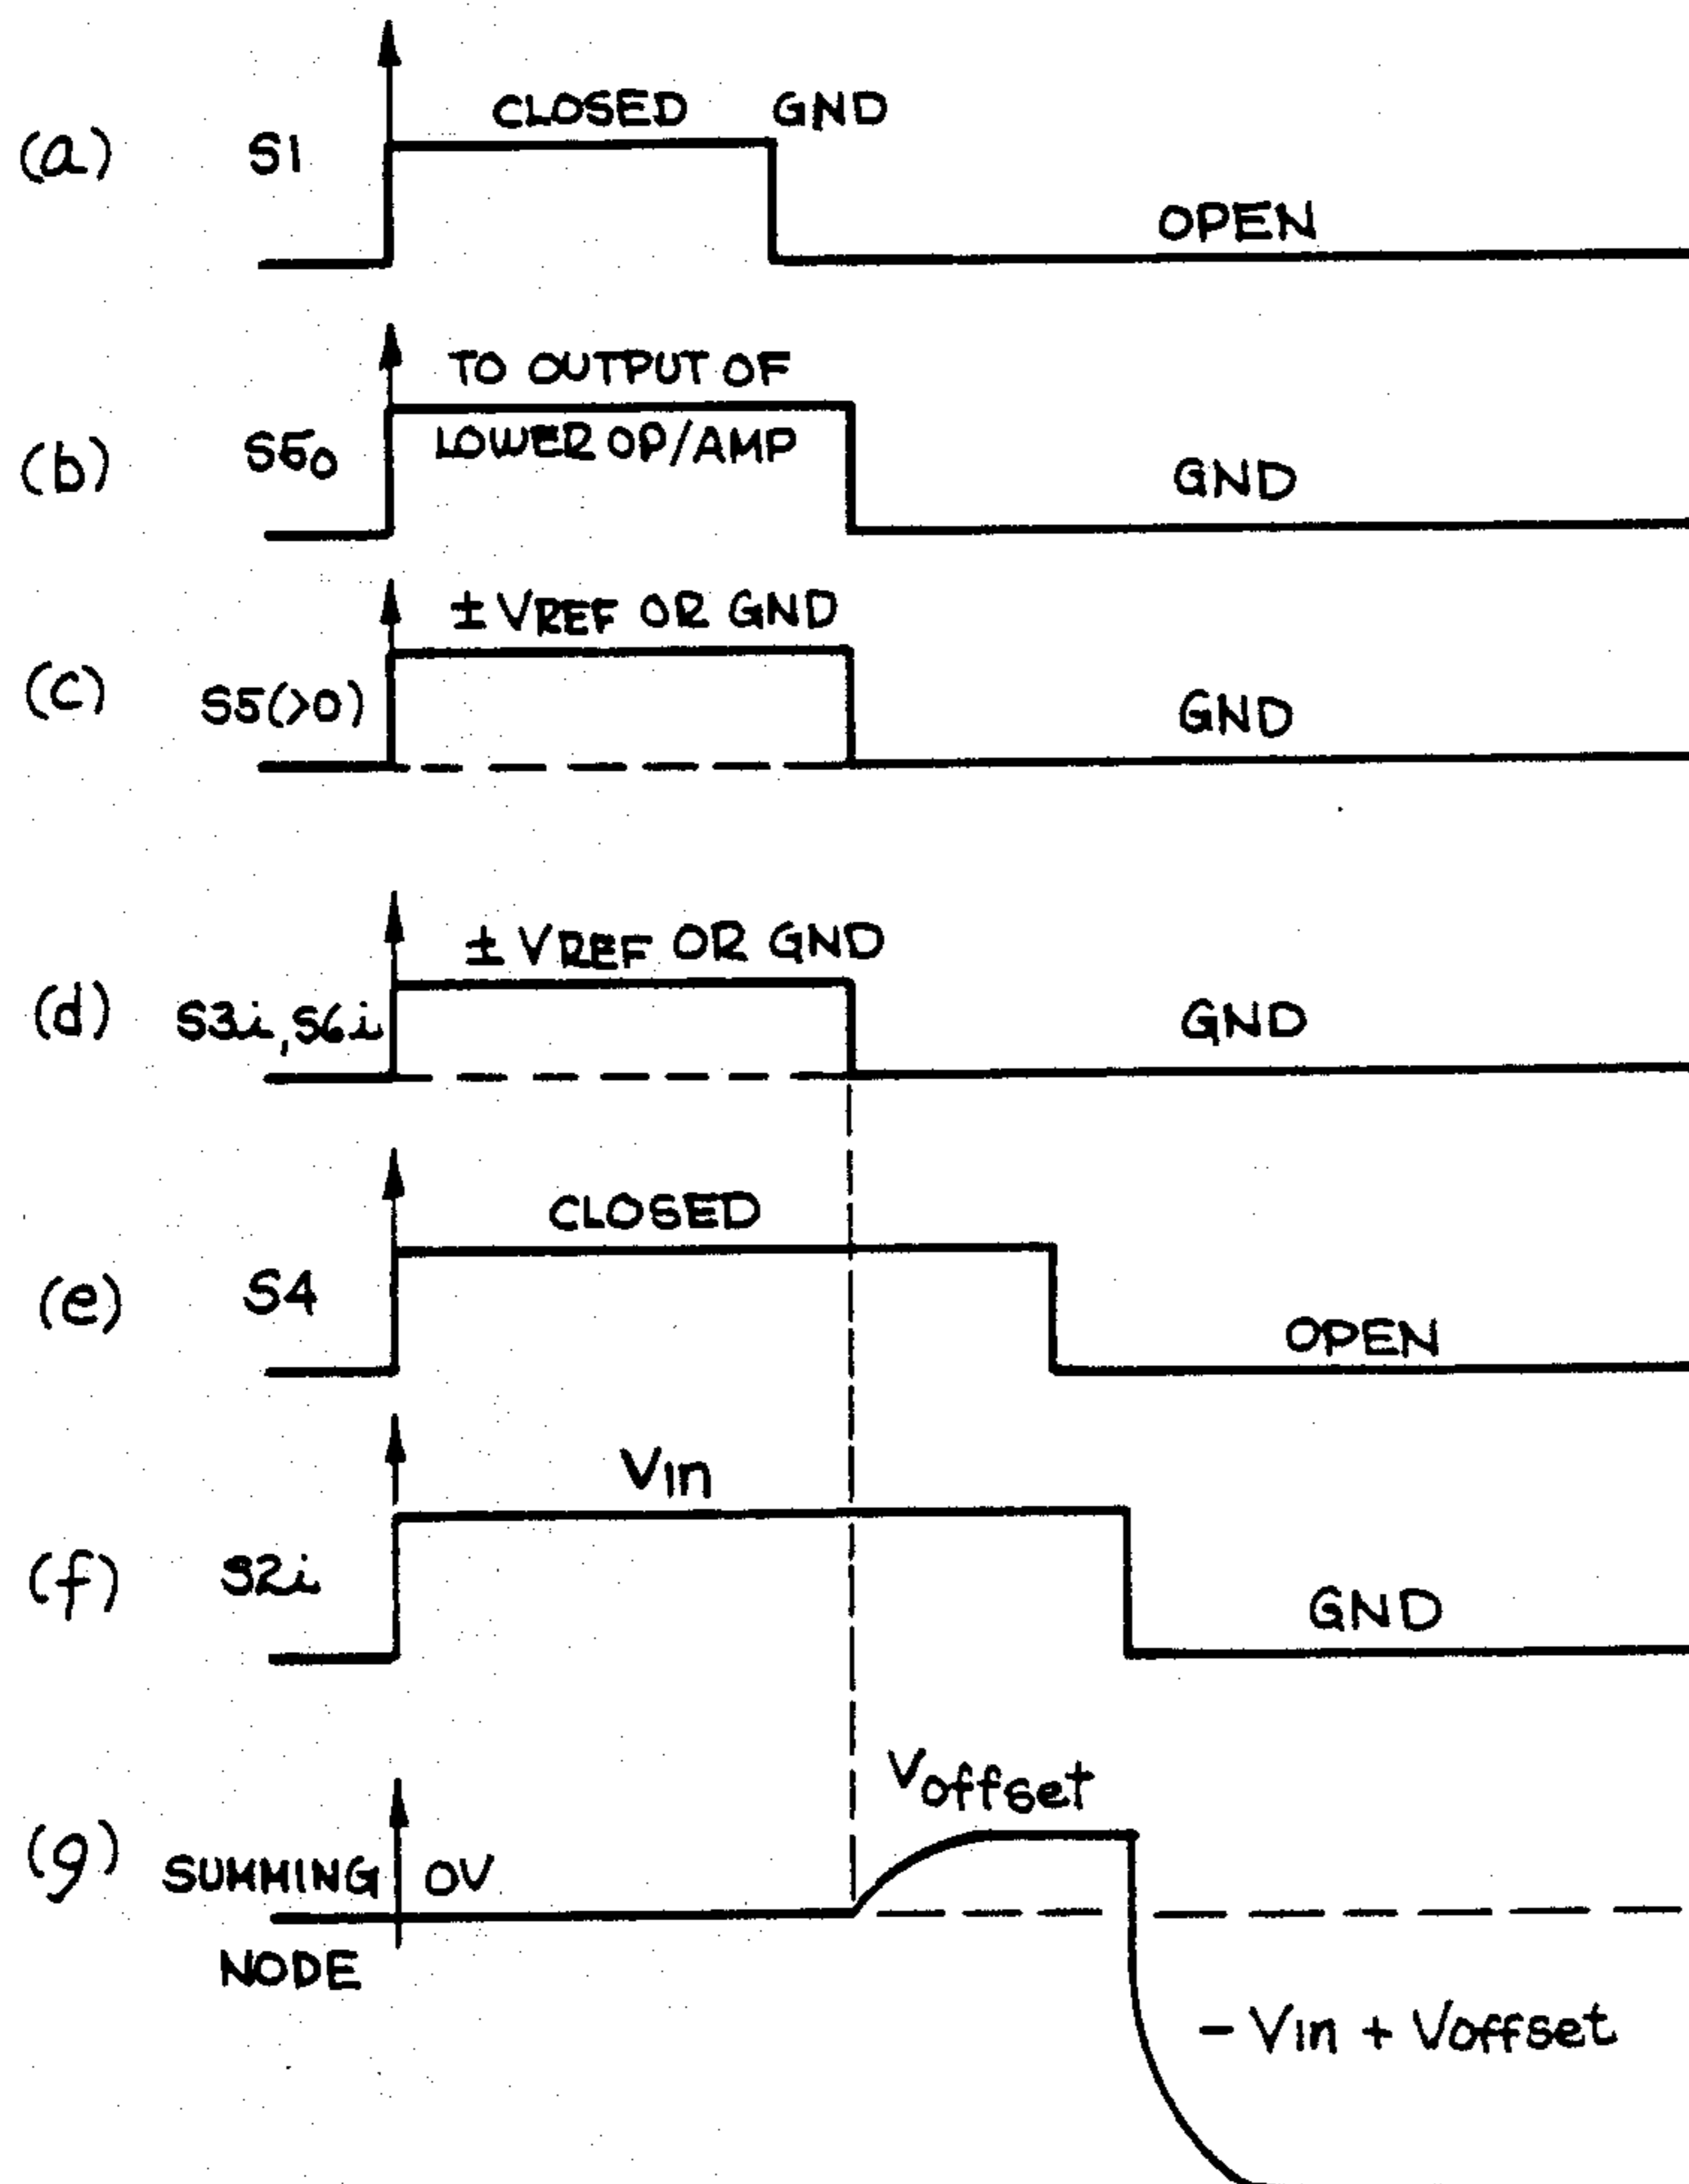 CLOSED GND
(a) S1
OPEN
TO OUTPUT OF
LOWER OP/AMP
(b) S5₀
GND
± VREF OR GND
(c) S5(>0)
GND
± VREF OR GND
(d) S3i, S6i
GND
CLOSED
(e) S4
OPEN
Vin
(f) S2i
GND
Voffset
(g) SUMMING 0V
NODE
- Vin + Voffset